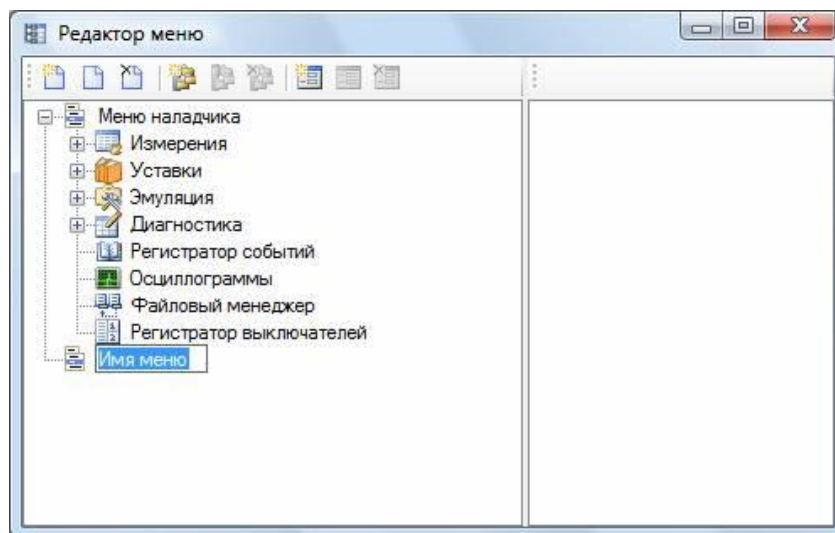 Редактор меню
Меню наладчика
Измерения
Уставки
Эмуляция
Диагностика
Регистратор событий
Осциллограммы
Файловый менеджер
Регистратор выключателей
Имя меню